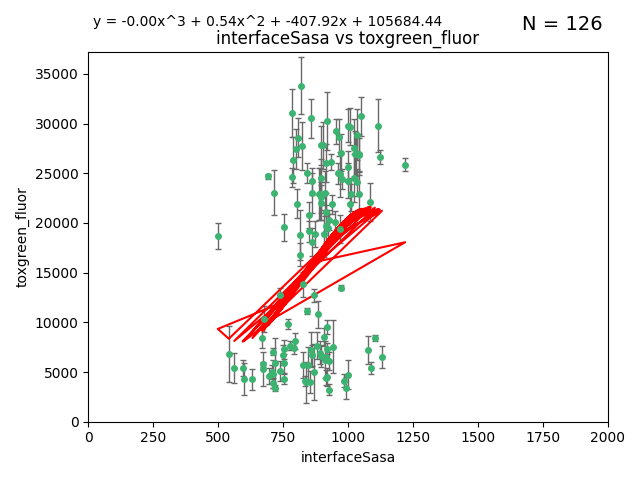 y = -0.00x^3 + 0.54x^2 + -407.92x + 105684.44
N = 126
interfaceSasa vs toxgreen_fluor
35000
30000
25000
20000
15000
10000
5000
0
toxgreen_fluor
0 250 500 750 1000 1250 1500 1750 2000
interfaceSasa